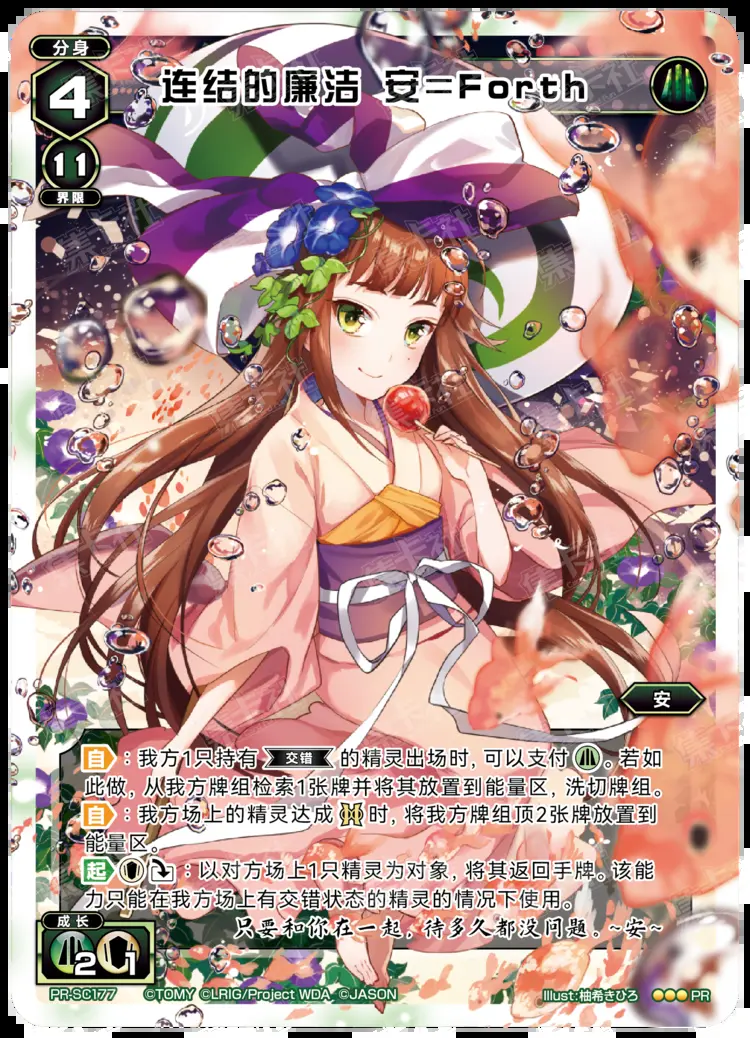 分身
4
连结的廉洁 安=Forth
11
界限
安
自：我方1只持有 交错 的精灵出场时，可以支付 。若如
此做，从我方牌组检索1张牌并将其放置到能量区，洗切牌组。
自：我方场上的精灵达成 时，将我方牌组顶2张牌放置到
能量区。
起 ：以对方场上1只精灵为对象，将其返回手牌。该能
力只能在我方场上有交错状态的精灵的情况下使用。
只要和你在一起，待多久都没问题。~安~
成长
2 1
PR-SC177 ©TOMY ©LRIG/Project WDA ©JASON Illust:柚希きひろ PR
集卡社